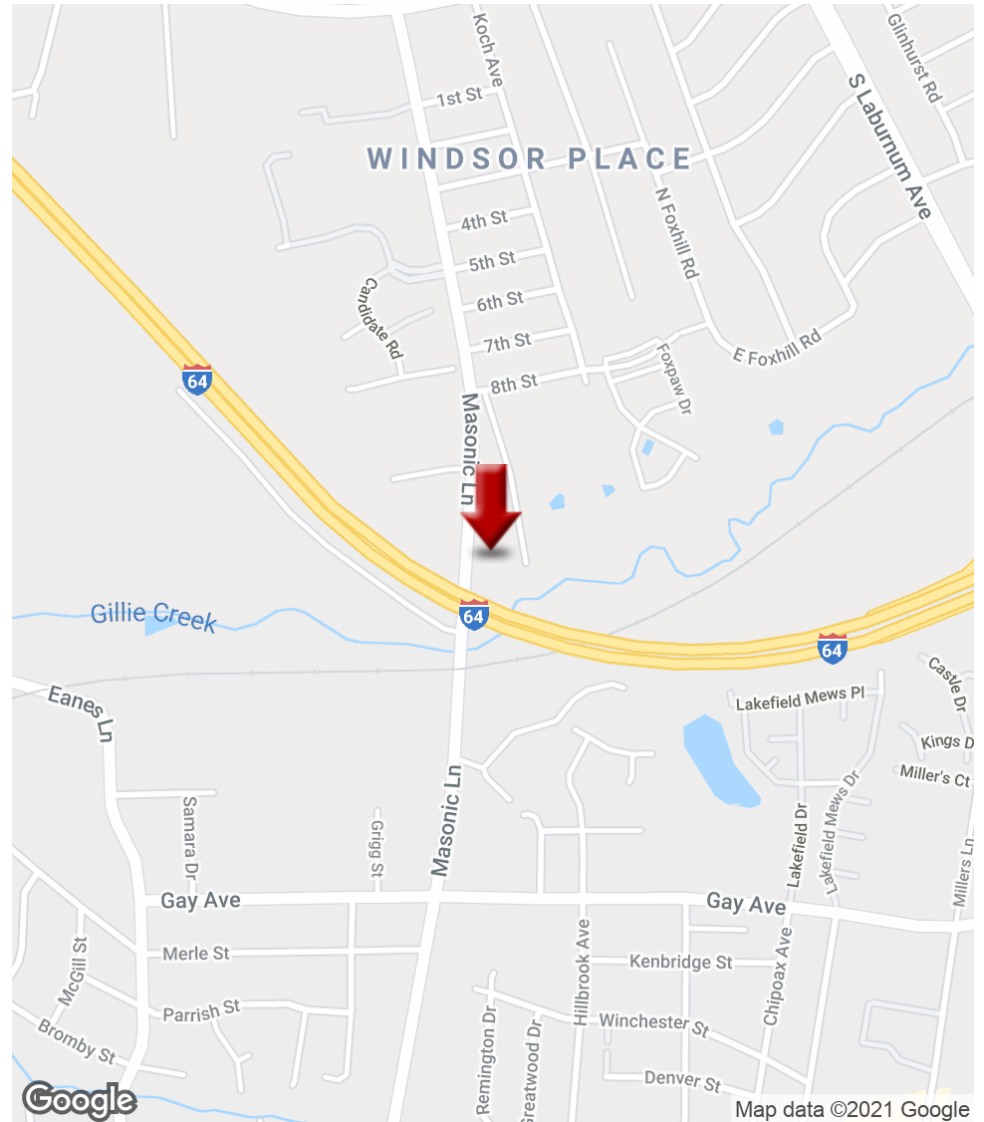 Koch Ave
Glinhurst Rd
1st St
S Laburnum Ave
WINDSOR PLACE
N Foxhill Rd
4th St
5th St
6th St
Candidate Rd
7th St
E Foxhill Rd
Foxpaw Dr
64
8th St
Masonic Ln
Gillie Creek
64
64
Castle Dr
Eanes Ln
Lakefield Mews Pl
Kings D
Miller's Ct
Masonic Ln
Samara Dr
Grigg St
Lakefield Dr
Lakefield Mews Dr
Millers Ln
Gay Ave
Gay Ave
Merle St
McGill St
Hillbrook Ave
Kenbridge St
Chipoax Ave
Parrish St
Remington Dr
Greatwood Dr
Winchester St
Bromby St
Denver St
Google
Map data ©2021 Google